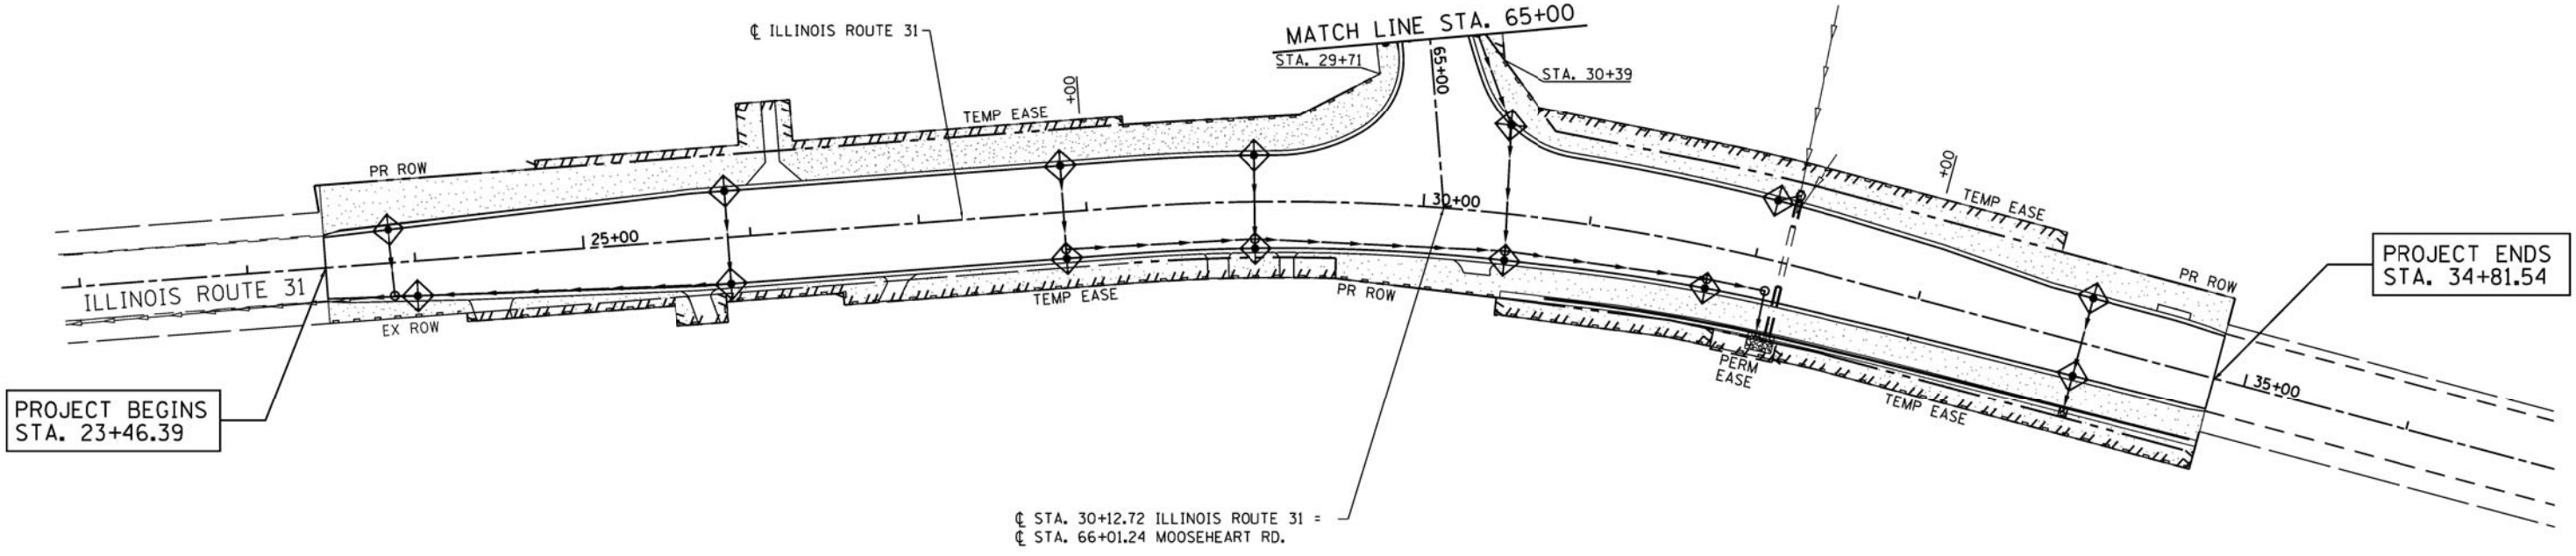 MATCH LINE STA. 65+00
℄ ILLINOIS ROUTE 31
STA. 29+71
65+00
STA. 30+39
+00
TEMP EASE
+00
PR ROW
TEMP EASE
30+00
25+00
PROJECT ENDS
STA. 34+81.54
PR ROW
ILLINOIS ROUTE 31
TEMP EASE
PR ROW
EX ROW
PERM
EASE
35+00
TEMP EASE
PROJECT BEGINS
STA. 23+46.39
℄ STA. 30+12.72 ILLINOIS ROUTE 31 =
℄ STA. 66+01.24 MOOSEHEART RD.